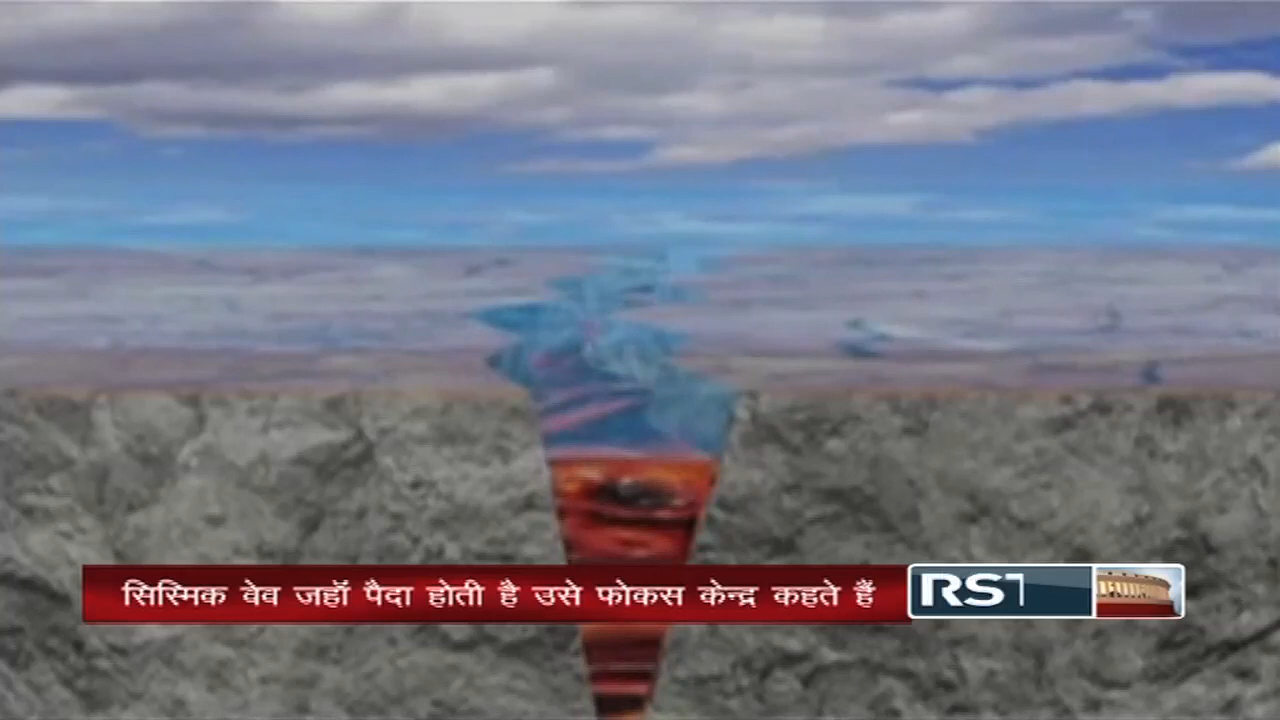 सिस्मिक वेव जहॉ पैदा होती है उसे फोकस केन्द्र कहते हैं
RS1